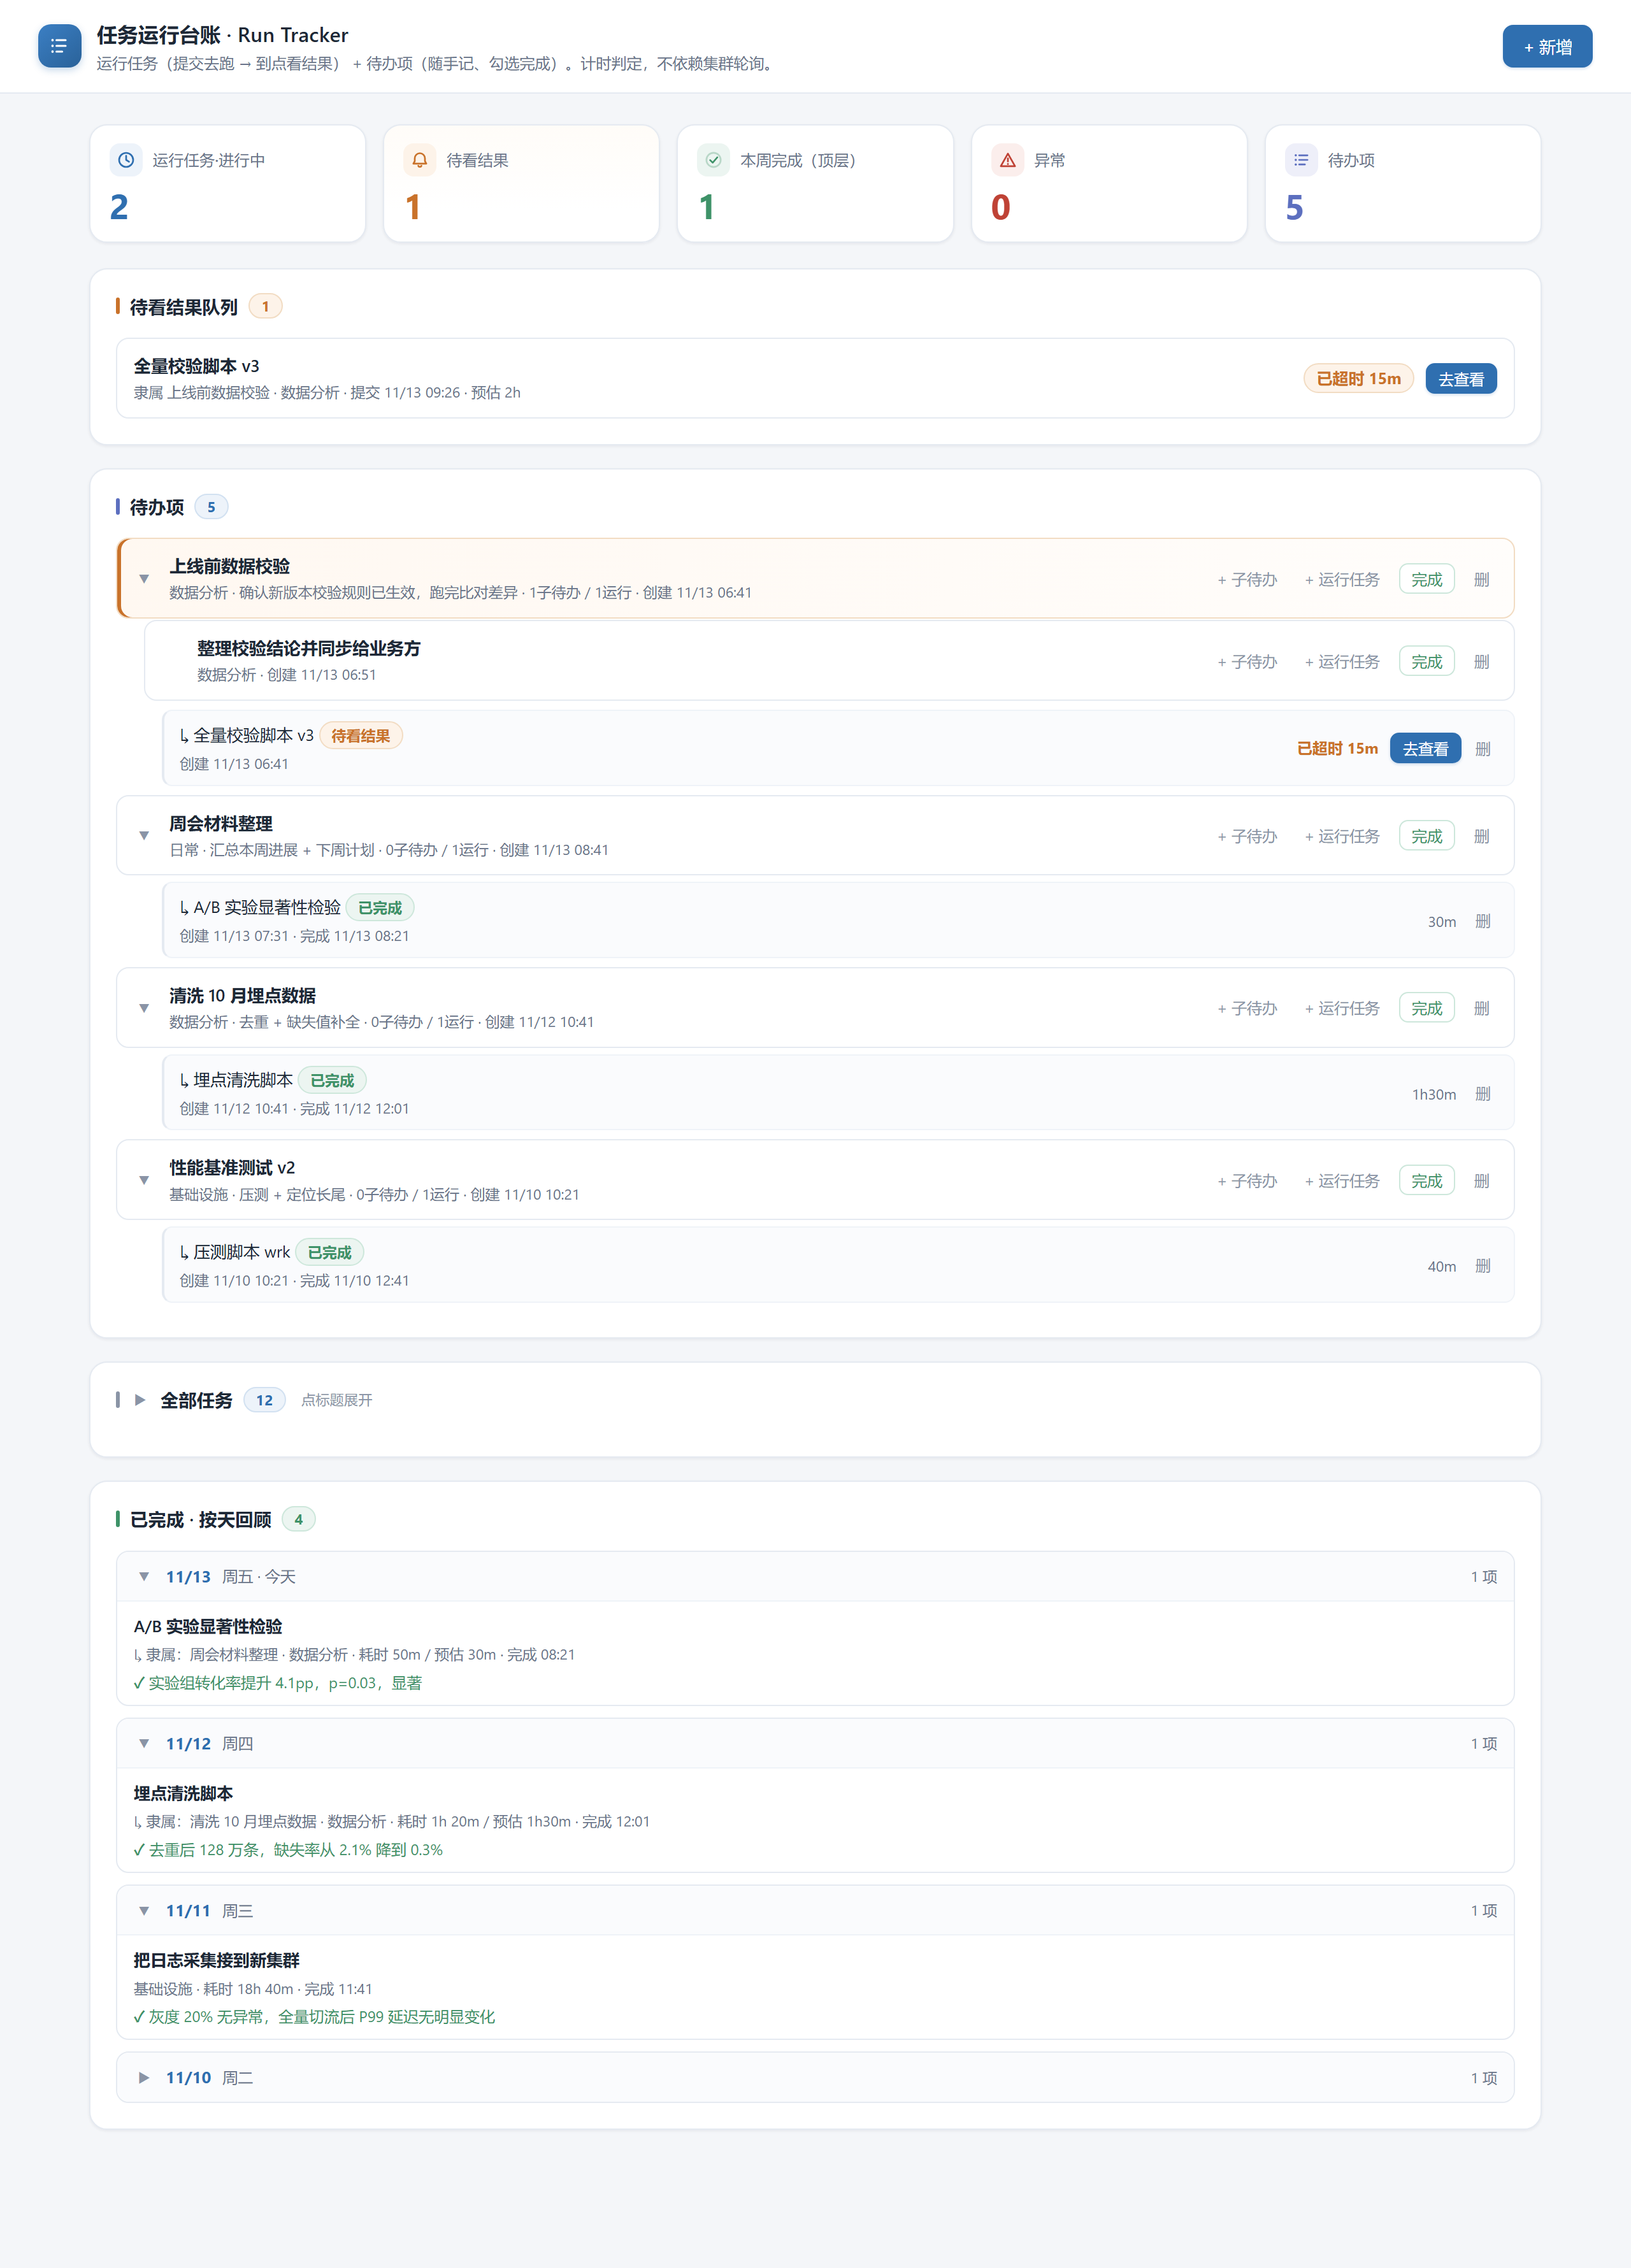 任务运行台账 · Run Tracker
运行任务（提交去跑 → 到点看结果） + 待办项（随手记、勾选完成）。计时判定，不依赖集群轮询。
+ 新增
运行任务·进行中
2
待看结果
1
本周完成（顶层）
1
异常
0
待办项
5
待看结果队列 1
全量校验脚本 v3
隶属 上线前数据校验 · 数据分析 · 提交 11/13 09:26 · 预估 2h
已超时 15m 去查看
待办项 5
▼ 上线前数据校验
数据分析 · 确认新版本校验规则已生效，跑完比对差异 · 1子待办 / 1运行 · 创建 11/13 06:41
+ 子待办 + 运行任务 完成 删
整理校验结论并同步给业务方
数据分析 · 创建 11/13 06:51
+ 子待办 + 运行任务 完成 删
↳ 全量校验脚本 v3 待看结果
创建 11/13 06:41
已超时 15m 去查看 删
▼ 周会材料整理
日常 · 汇总本周进展 + 下周计划 · 0子待办 / 1运行 · 创建 11/13 08:41
+ 子待办 + 运行任务 完成 删
↳ A/B 实验显著性检验 已完成
创建 11/13 07:31 · 完成 11/13 08:21
30m 删
▼ 清洗 10 月埋点数据
数据分析 · 去重 + 缺失值补全 · 0子待办 / 1运行 · 创建 11/12 10:41
+ 子待办 + 运行任务 完成 删
↳ 埋点清洗脚本 已完成
创建 11/12 10:41 · 完成 11/12 12:01
1h30m 删
▼ 性能基准测试 v2
基础设施 · 压测 + 定位长尾 · 0子待办 / 1运行 · 创建 11/10 10:21
+ 子待办 + 运行任务 完成 删
↳ 压测脚本 wrk 已完成
创建 11/10 10:21 · 完成 11/10 12:41
40m 删
▶ 全部任务 12 点标题展开
已完成 · 按天回顾 4
▼ 11/13 周五 · 今天 1 项
A/B 实验显著性检验
↳ 隶属：周会材料整理 · 数据分析 · 耗时 50m / 预估 30m · 完成 08:21
✓ 实验组转化率提升 4.1pp，p=0.03，显著
▼ 11/12 周四 1 项
埋点清洗脚本
↳ 隶属：清洗 10 月埋点数据 · 数据分析 · 耗时 1h 20m / 预估 1h30m · 完成 12:01
✓ 去重后 128 万条，缺失率从 2.1% 降到 0.3%
▼ 11/11 周三 1 项
把日志采集接到新集群
基础设施 · 耗时 18h 40m · 完成 11:41
✓ 灰度 20% 无异常，全量切流后 P99 延迟无明显变化
▶ 11/10 周二 1 项